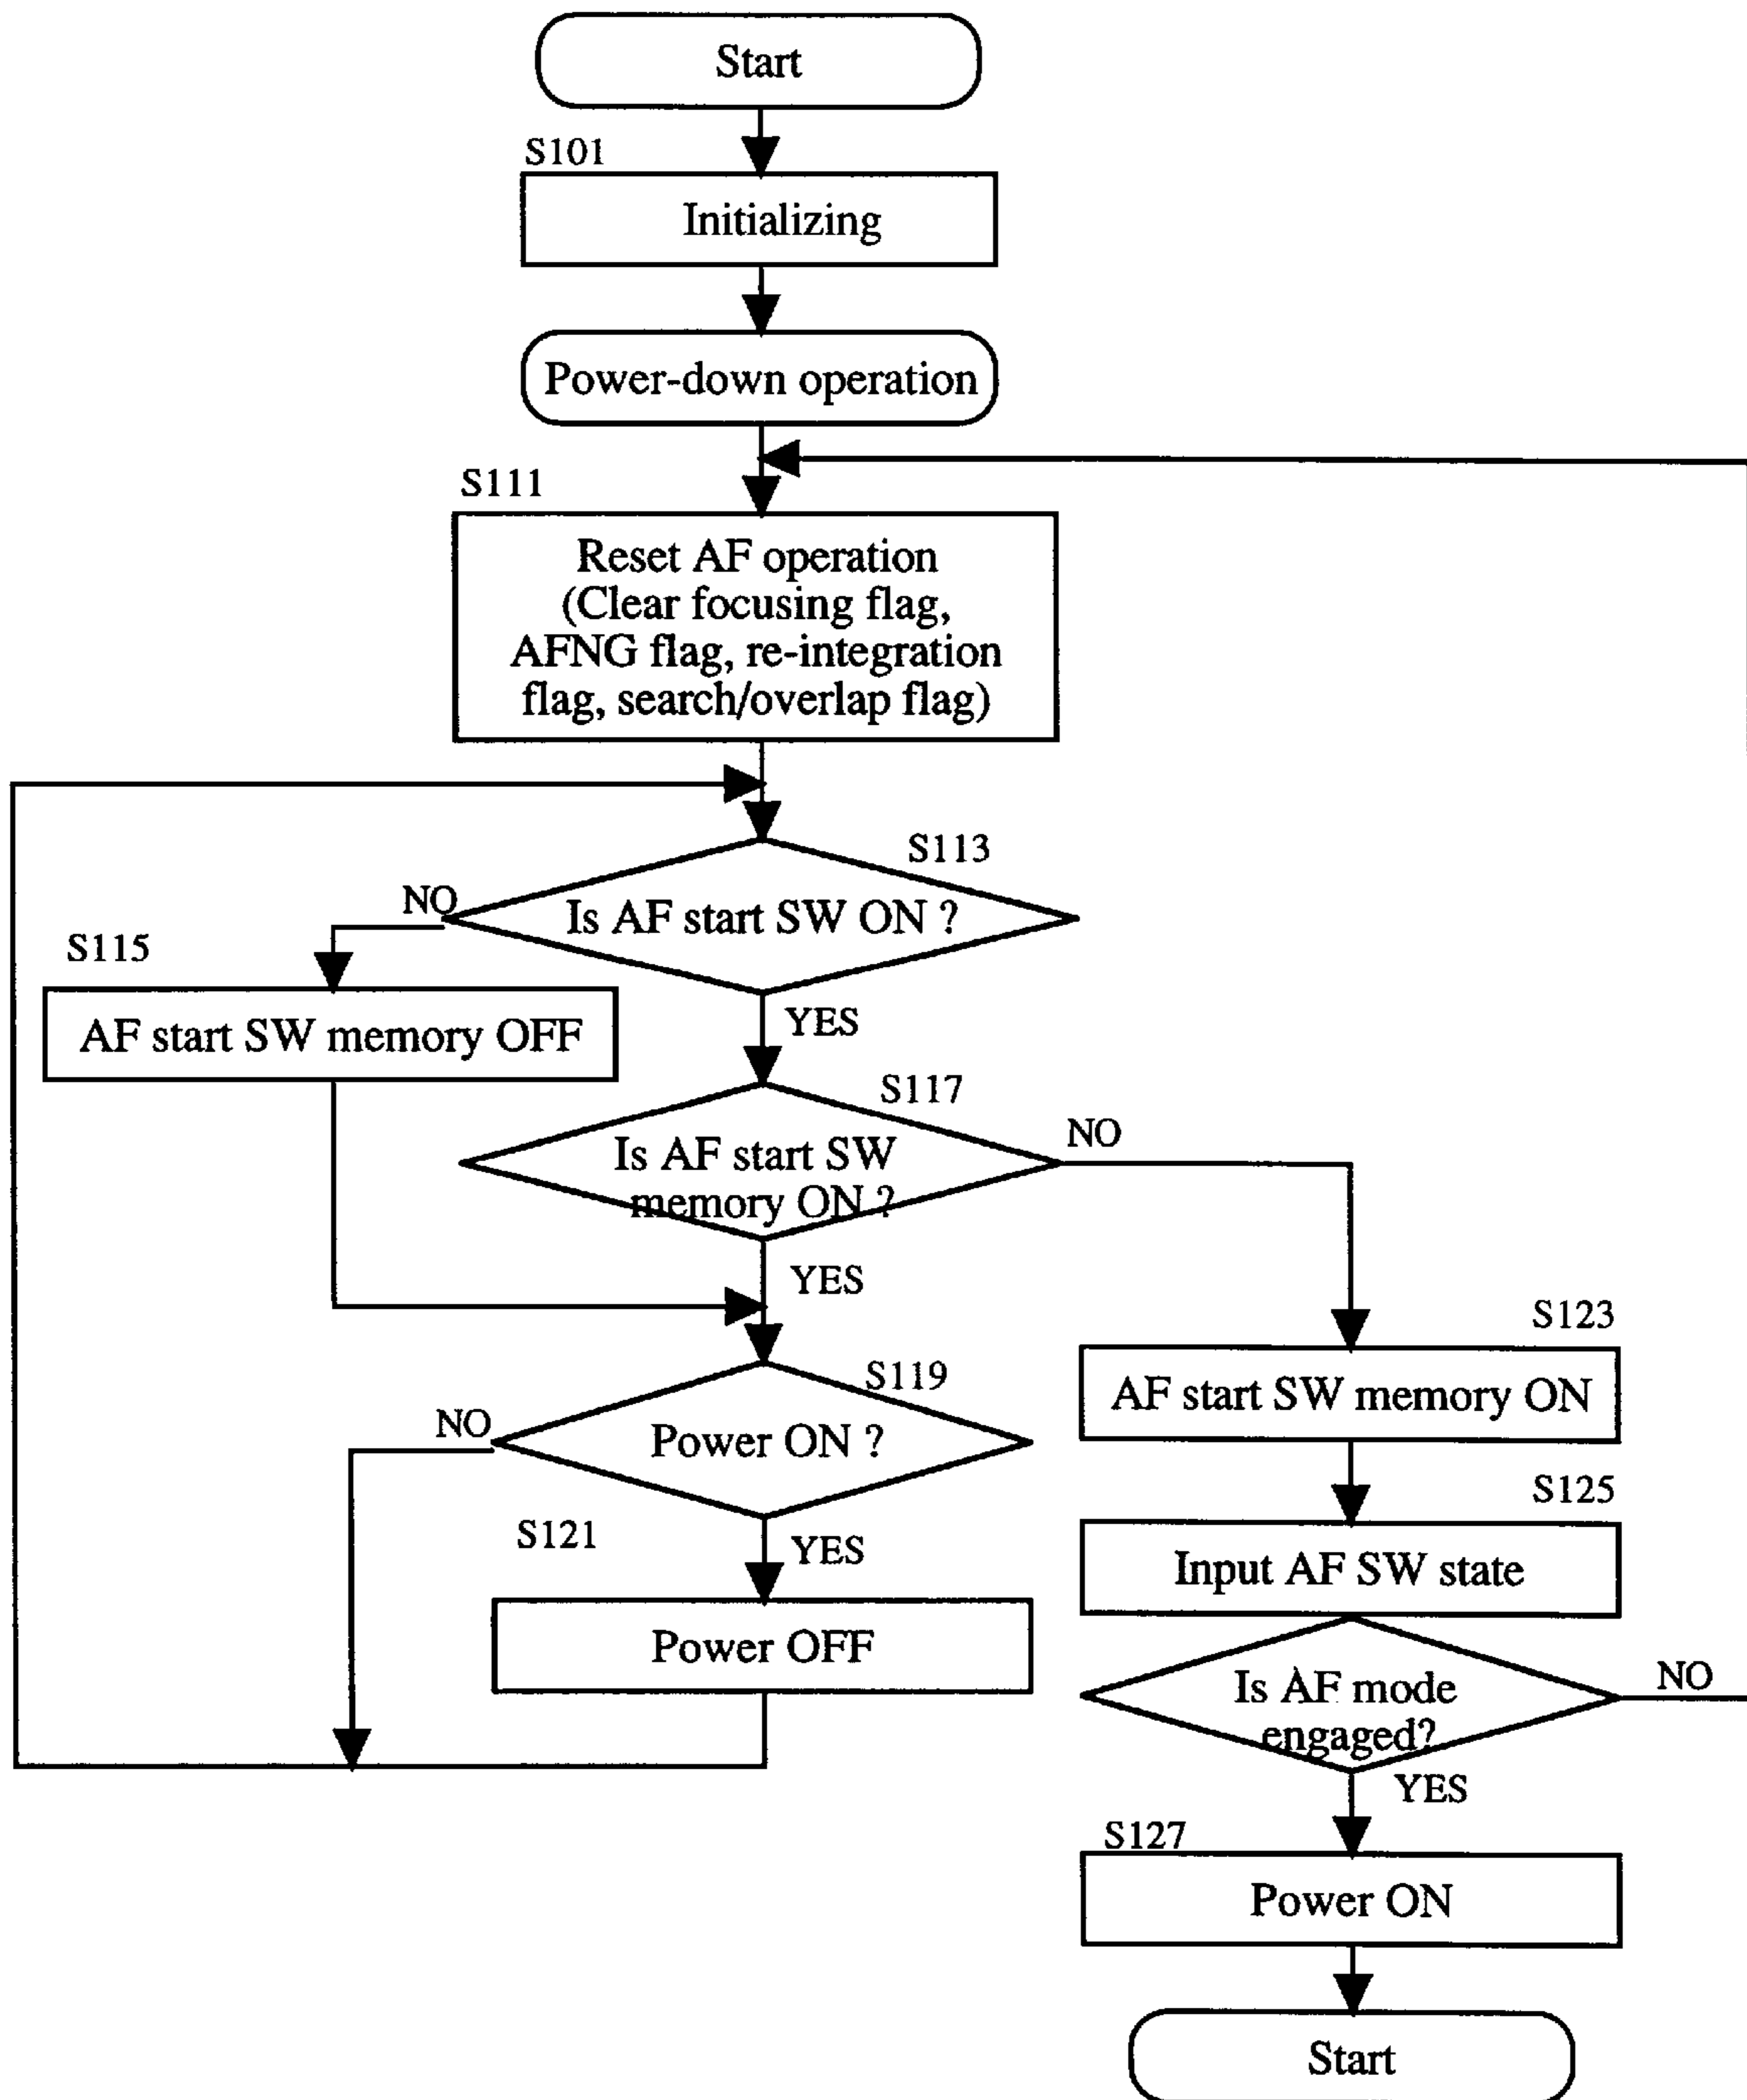 Start
S101
Initializing
Power-down operation
S111
Reset AF operation
(Clear focusing flag,
AFNG flag, re-integration
flag, search/overlap flag)
S113
NO
Is AF start SW ON ?
S115
AF start SW memory OFF
YES
S117
NO
Is AF start SW
memory ON ?
YES
S123
AF start SW memory ON
S119
NO
Power ON ?
S125
S121
YES
Input AF SW state
Power OFF
Is AF mode
engaged?
NO
YES
S127
Power ON
Start